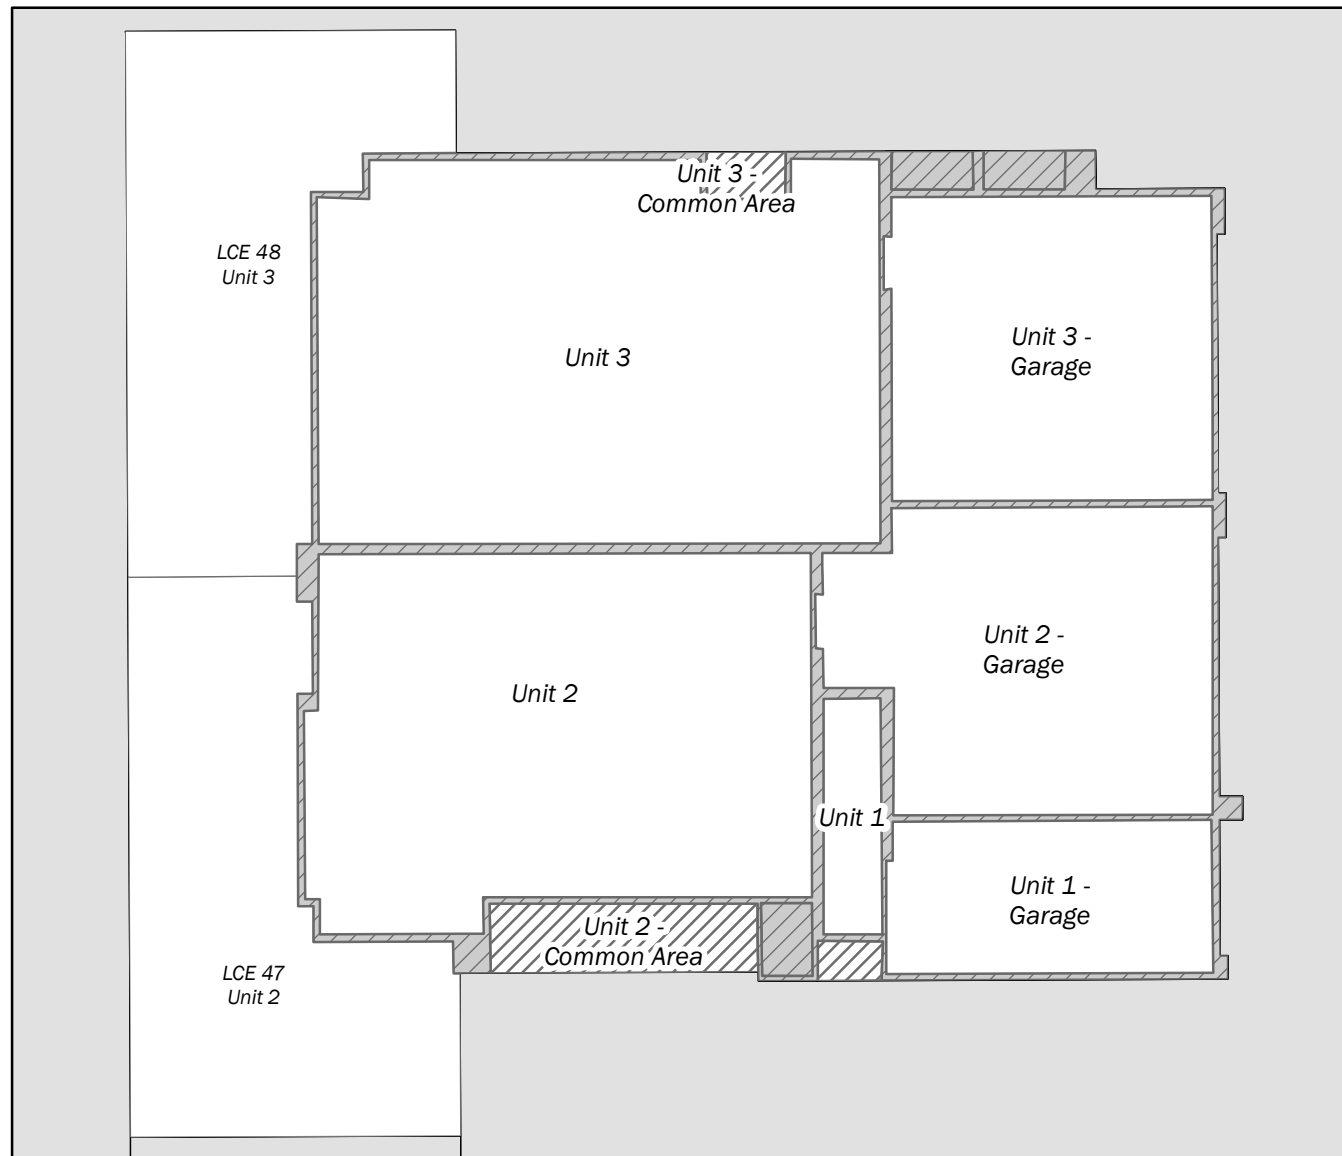 Unit 3 -
Common Area
LCE 48
Unit 3
Unit 3
Unit 3 -
Garage
Unit 2 -
Garage
Unit 2
Unit 1
Unit 1 -
Garage
Unit 2 -
Common Area
LCE 47
Unit 2